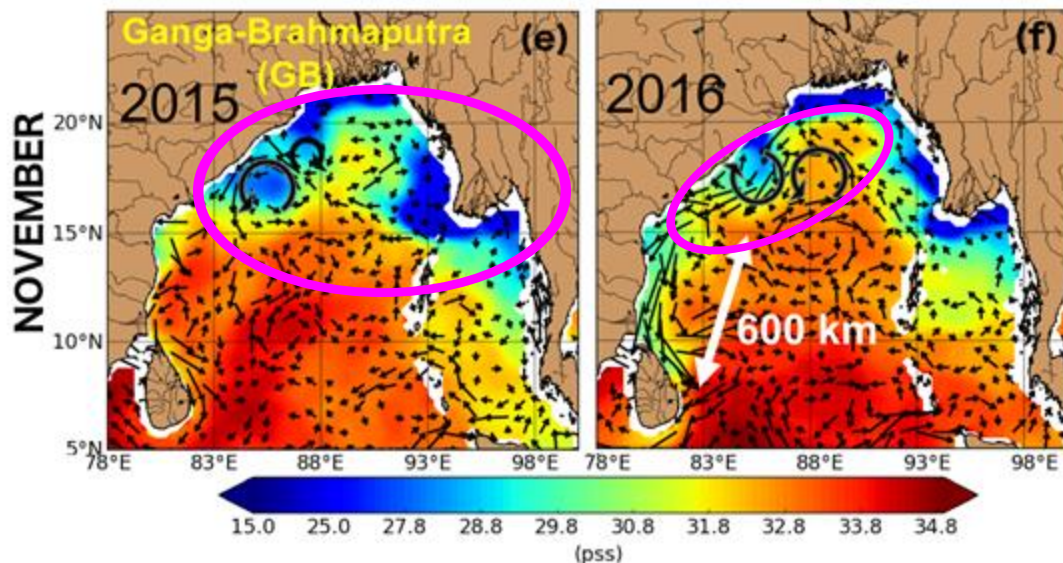 Ganga-Brahmaputra
(GB)
(e)
(f)
2015
2016
NOVEMBER
20°N
15°N
10°N
5°N
600 km
78°E 83°E 88°E 93°E 98°E
78°E 83°E 88°E 93°E 98°E
15.0 25.0 27.8 28.8 29.8 30.8 31.8 32.8 33.8 34.8
(pss)